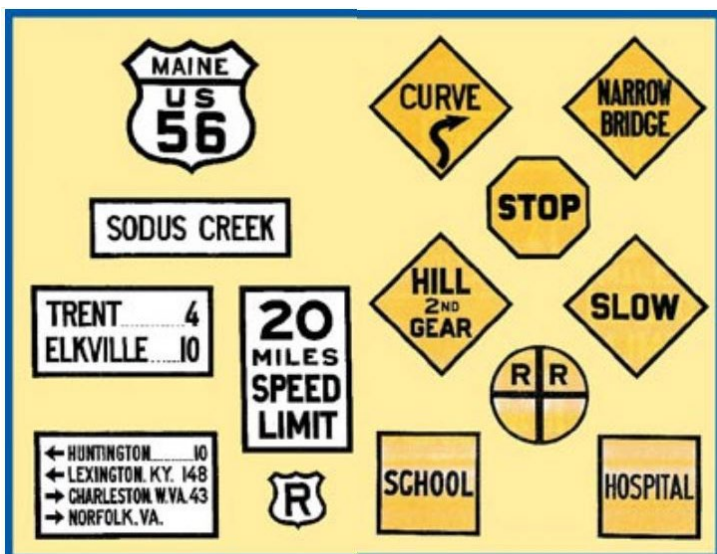 MAINE
US
56
SODUS CREEK
TRENT 4
ELKVILLE 10
20
MILES
SPEED
LIMIT
← HUNTINGTON 10
← LEXINGTON. KY. 148
→ CHARLESTON. W.VA. 43
→ NORFOLK. VA.
R
CURVE
NARROW
BRIDGE
STOP
HILL
2ND
GEAR
SLOW
R R
SCHOOL
HOSPITAL